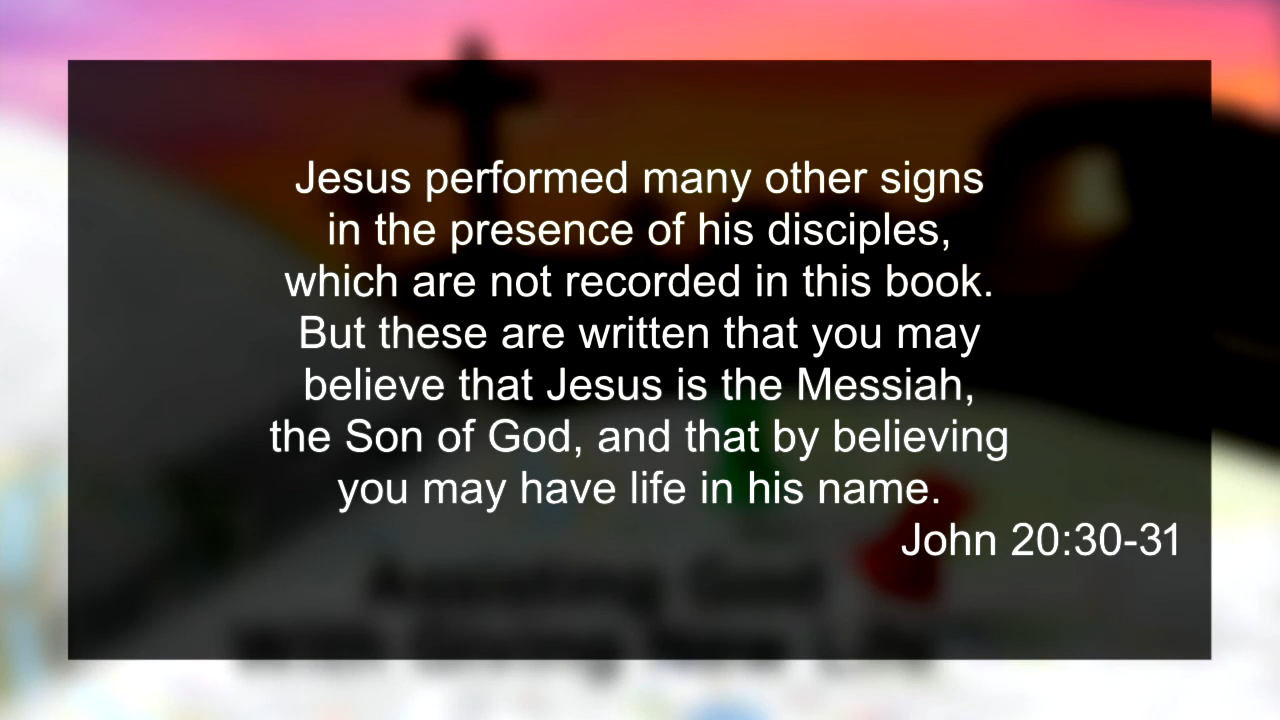 Jesus performed many other signs
in the presence of his disciples,
which are not recorded in this book.
But these are written that you may
believe that Jesus is the Messiah,
the Son of God, and that by believing
you may have life in his name.
John 20:30-31